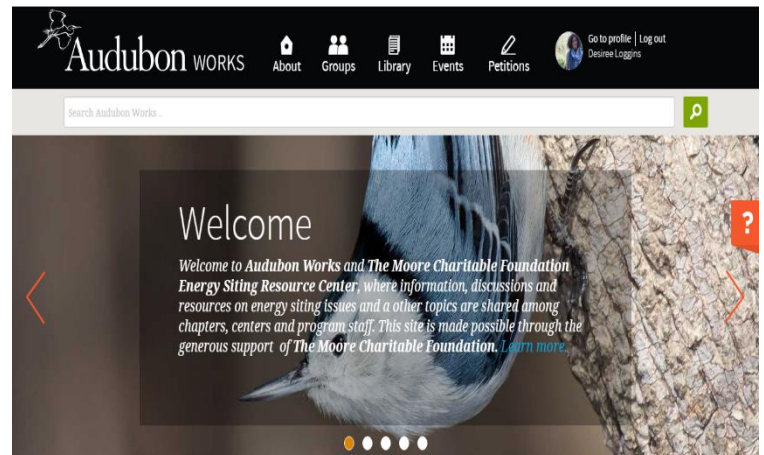 Audubon WORKS
About Groups Library Events Petitions
Go to profile | Log out
Desiree Loggins
Search Audubon Works ..
?
Welcome
Welcome to Audubon Works and The Moore Charitable Foundation
Energy Siting Resource Center, where information, discussions and
resources on energy siting issues and a other topics are shared among
chapters, centers and program staff. This site is made possible through the
generous support of The Moore Charitable Foundation. Learn more.